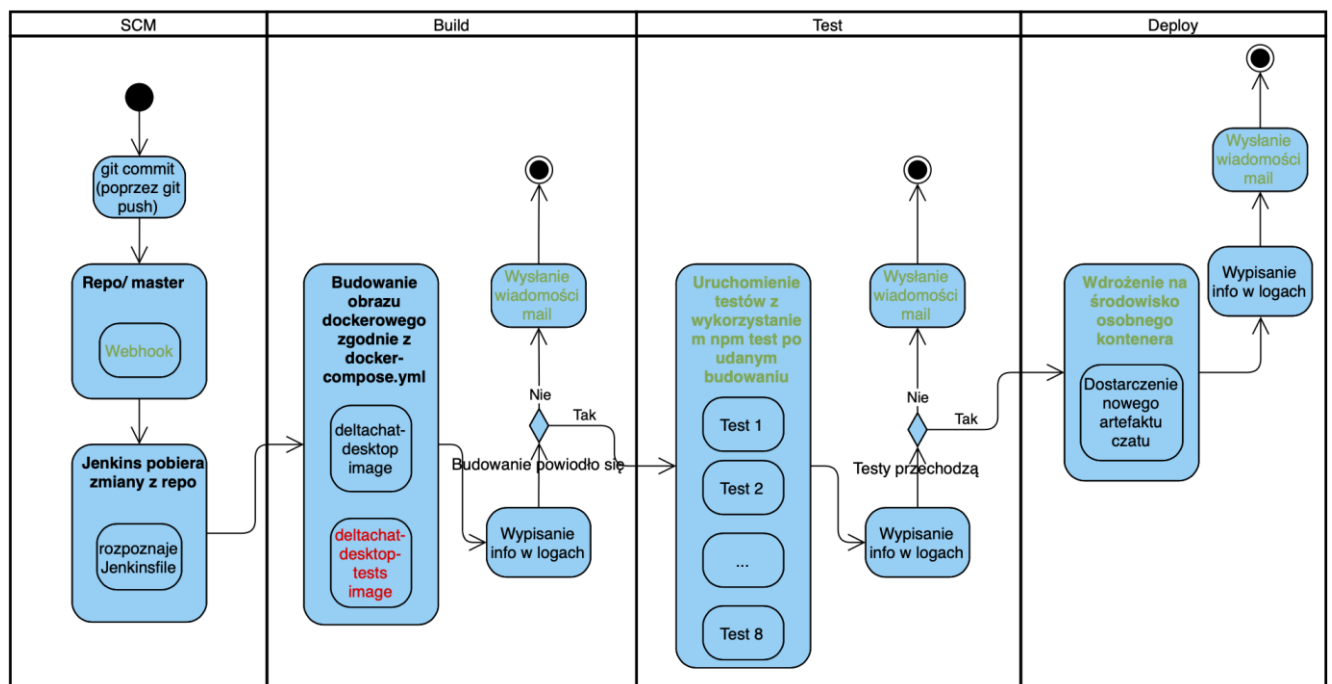 SCM
Build
Test
Deploy
git commit
(poprzez git
push)
Repo/ master
Webhook
Jenkins pobiera
zmiany z repo
rozpoznaje
Jenkinsfile
Budowanie
obrazu
dockerowego
zgodnie z
docker-
compose.yml
deltachat-
desktop
image
deltachat-
desktop-
tests
image
Wysłanie
wiadomości
mail
Nie
Tak
Budowanie powiodło się
Wypisanie
info w logach
Uruchomienie
testów z
wykorzystanie
m npm test po
udanym
budowaniu
Test 1
Test 2
...
Test 8
Wysłanie
wiadomości
mail
Nie
Tak
Testy przechodzą
Wypisanie
info w logach
Wdrożenie na
środowisko
osobnego
kontenera
Dostarczenie
nowego
artefaktu
czatu
Wysłanie
wiadomości
mail
Wypisanie
info w logach